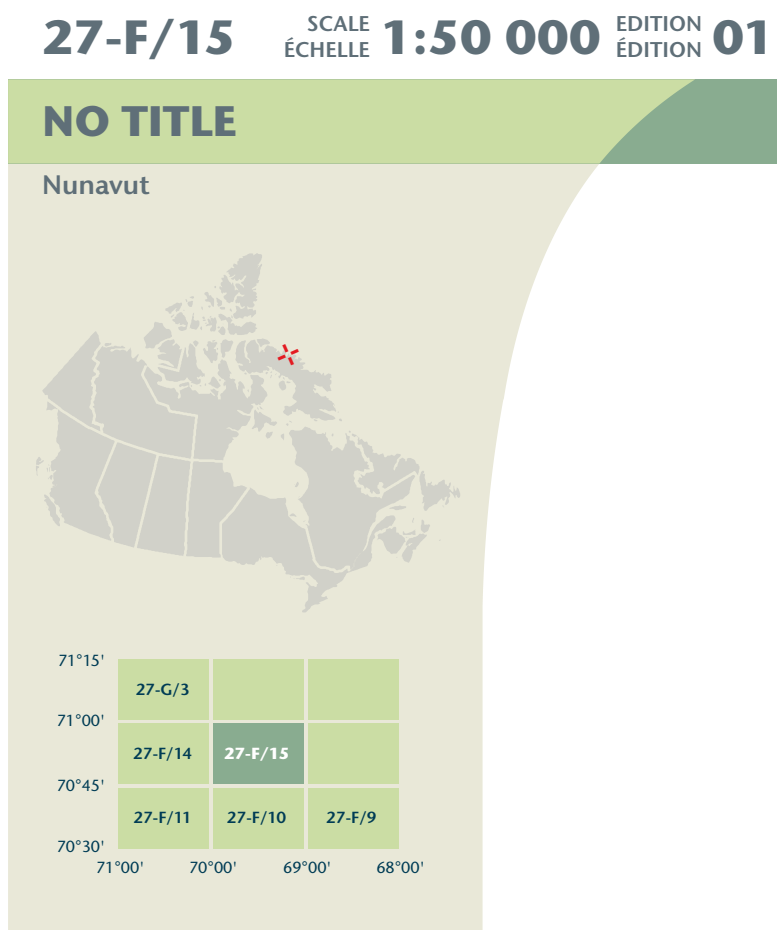 27-F/15 SCALE ÉCHELLE 1:50 000 EDITION ÉDITION 01
NO TITLE
Nunavut
71°15'
27-G/3
71°00'
27-F/14 27-F/15
70°45'
27-F/11 27-F/10 27-F/9
70°30'
71°00' 70°00' 69°00' 68°00'